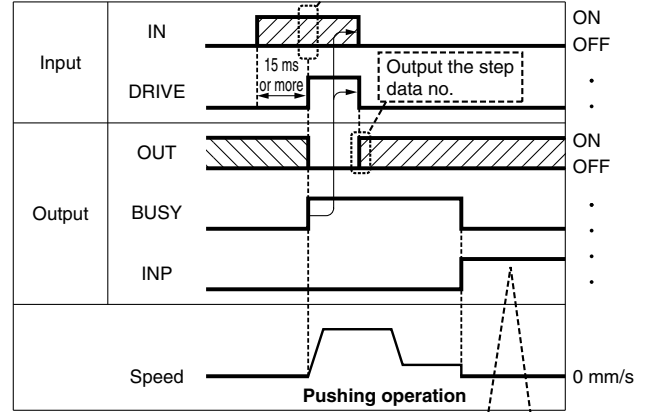 Input
IN
ON
OFF
15 ms
or more
DRIVE
Output the step
data no.
Output
OUT
ON
OFF
BUSY
INP
Speed
Pushing operation
0 mm/s